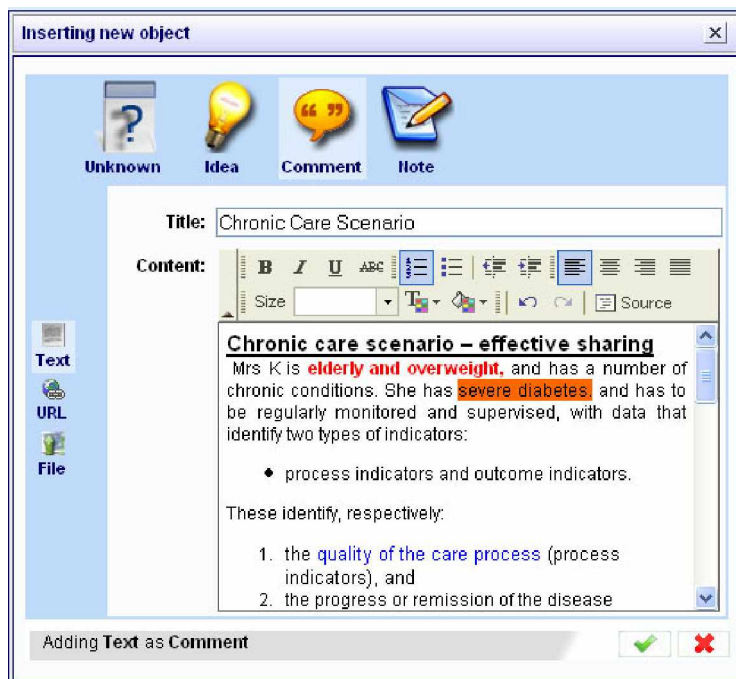 Inserting new object
Unknown Idea Comment Note
Title: Chronic Care Scenario
Content:
B I U ABC
Size Source
Text
URL
File
Chronic care scenario – effective sharing
Mrs K is elderly and overweight, and has a number of
chronic conditions. She has severe diabetes, and has to
be regularly monitored and supervised, with data that
identify two types of indicators:
• process indicators and outcome indicators.
These identify, respectively:
1. the quality of the care process (process
indicators), and
2. the progress or remission of the disease
Adding Text as Comment